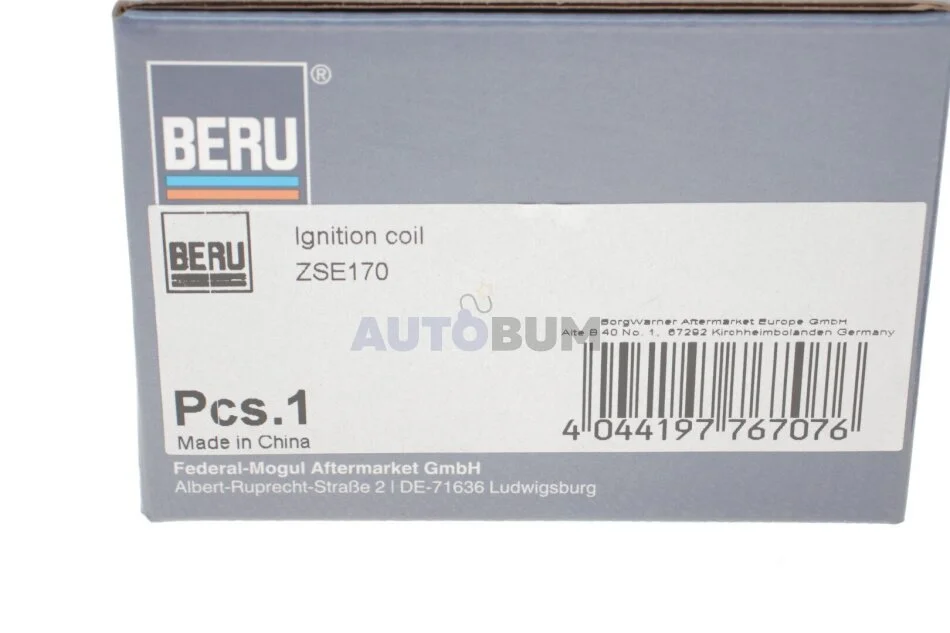 BERU®
BERU
Ignition coil
ZSE170
AUTOBUM
BorgWarner Aftermarket Europe GmbH
Alte B 40 No. 1, 67292 Kirchheimbolanden Germany
Pcs.1
4 044197 767076
Made in China
Federal-Mogul Aftermarket GmbH
Albert-Ruprecht-Straße 2 | DE-71636 Ludwigsburg